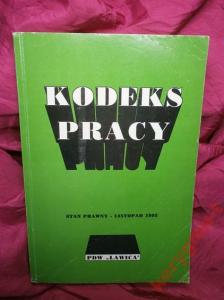 KODEKS
PRACY
STAN PRAWNY - LISTOPAD 1992
PDW „ŁAWICA"